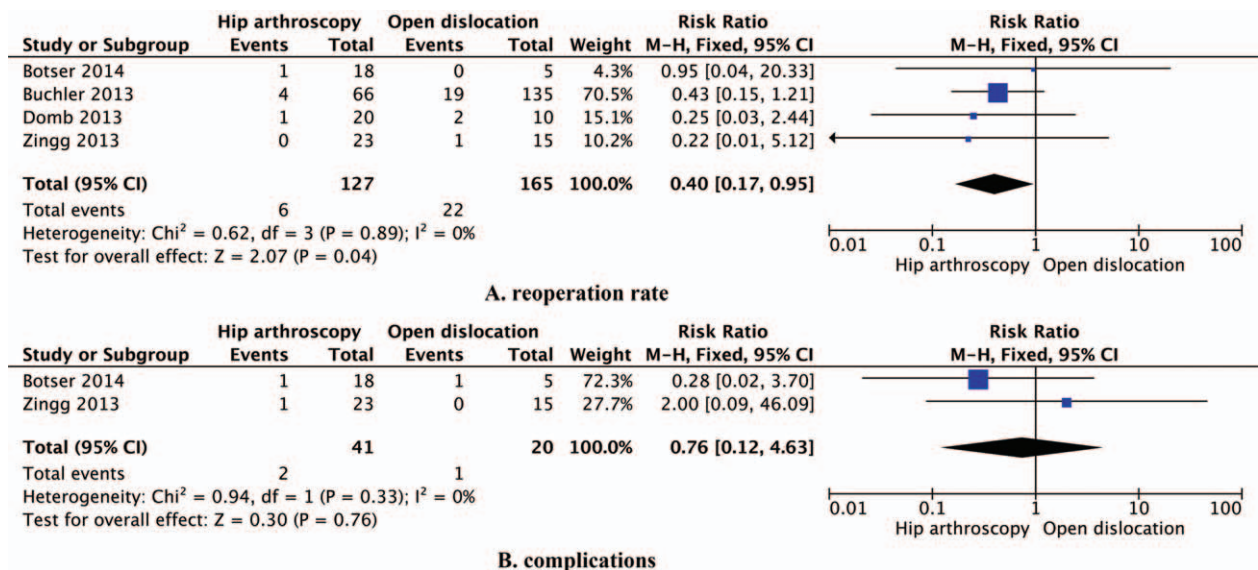 Hip arthroscopy Open dislocation Risk Ratio Risk Ratio
Study or Subgroup Events Total Events Total Weight M-H, Fixed, 95% CI M-H, Fixed, 95% CI
Botser 2014 1 18 0 5 4.3% 0.95 [0.04, 20.33]
Buchler 2013 4 66 19 135 70.5% 0.43 [0.15, 1.21]
Domb 2013 1 20 2 10 15.1% 0.25 [0.03, 2.44]
Zingg 2013 0 23 1 15 10.2% 0.22 [0.01, 5.12]
Total (95% CI) 127 165 100.0% 0.40 [0.17, 0.95]
Total events 6 22
Heterogeneity: Chi² = 0.62, df = 3 (P = 0.89); I² = 0%
Test for overall effect: Z = 2.07 (P = 0.04)
0.01 0.1 1 10 100
Hip arthroscopy Open dislocation
A. reoperation rate
Hip arthroscopy Open dislocation Risk Ratio Risk Ratio
Study or Subgroup Events Total Events Total Weight M-H, Fixed, 95% CI M-H, Fixed, 95% CI
Botser 2014 1 18 1 5 72.3% 0.28 [0.02, 3.70]
Zingg 2013 1 23 0 15 27.7% 2.00 [0.09, 46.09]
Total (95% CI) 41 20 100.0% 0.76 [0.12, 4.63]
Total events 2 1
Heterogeneity: Chi² = 0.94, df = 1 (P = 0.33); I² = 0%
Test for overall effect: Z = 0.30 (P = 0.76)
0.01 0.1 1 10 100
Hip arthroscopy Open dislocation
B. complications